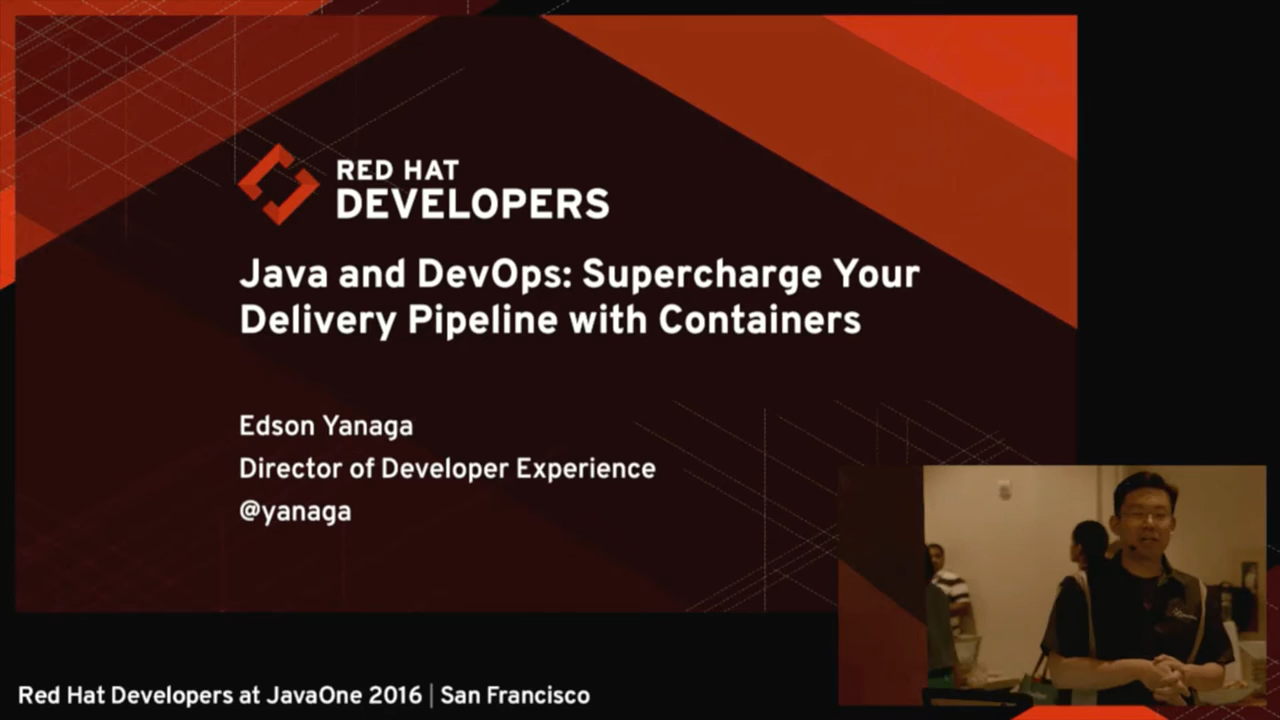 RED HAT
DEVELOPERS
Java and DevOps: Supercharge Your
Delivery Pipeline with Containers
Edson Yanaga
Director of Developer Experience
@yanaga
Red Hat Developers at JavaOne 2016 | San Francisco